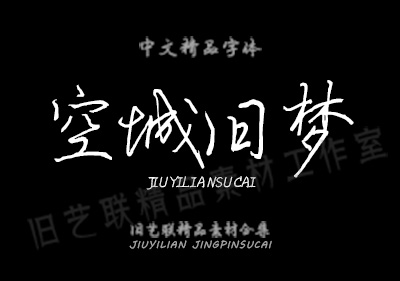 中文精品字体
空城旧梦
JIUYILIANSUCAI
旧艺联精品素材工作室
旧艺联精品素材合集
JIUYILIAN JINGPINSUCAI